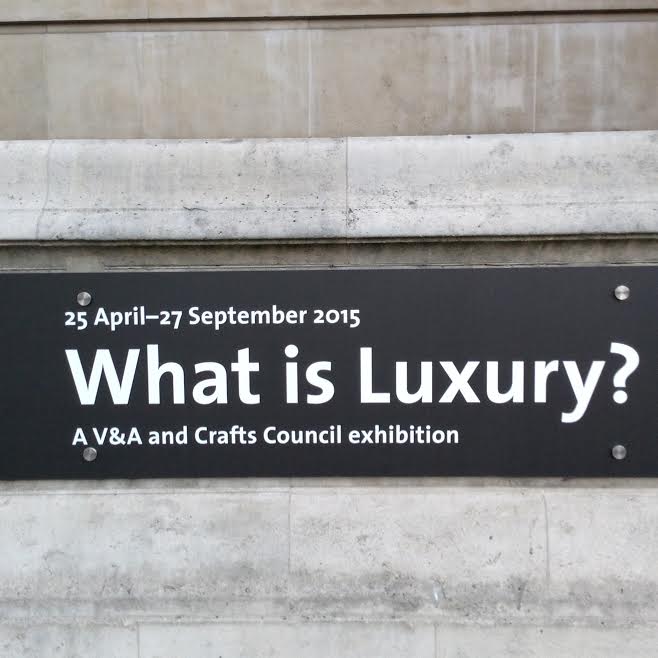 25 April–27 September 2015
What is Luxury?
A V&A and Crafts Council exhibition